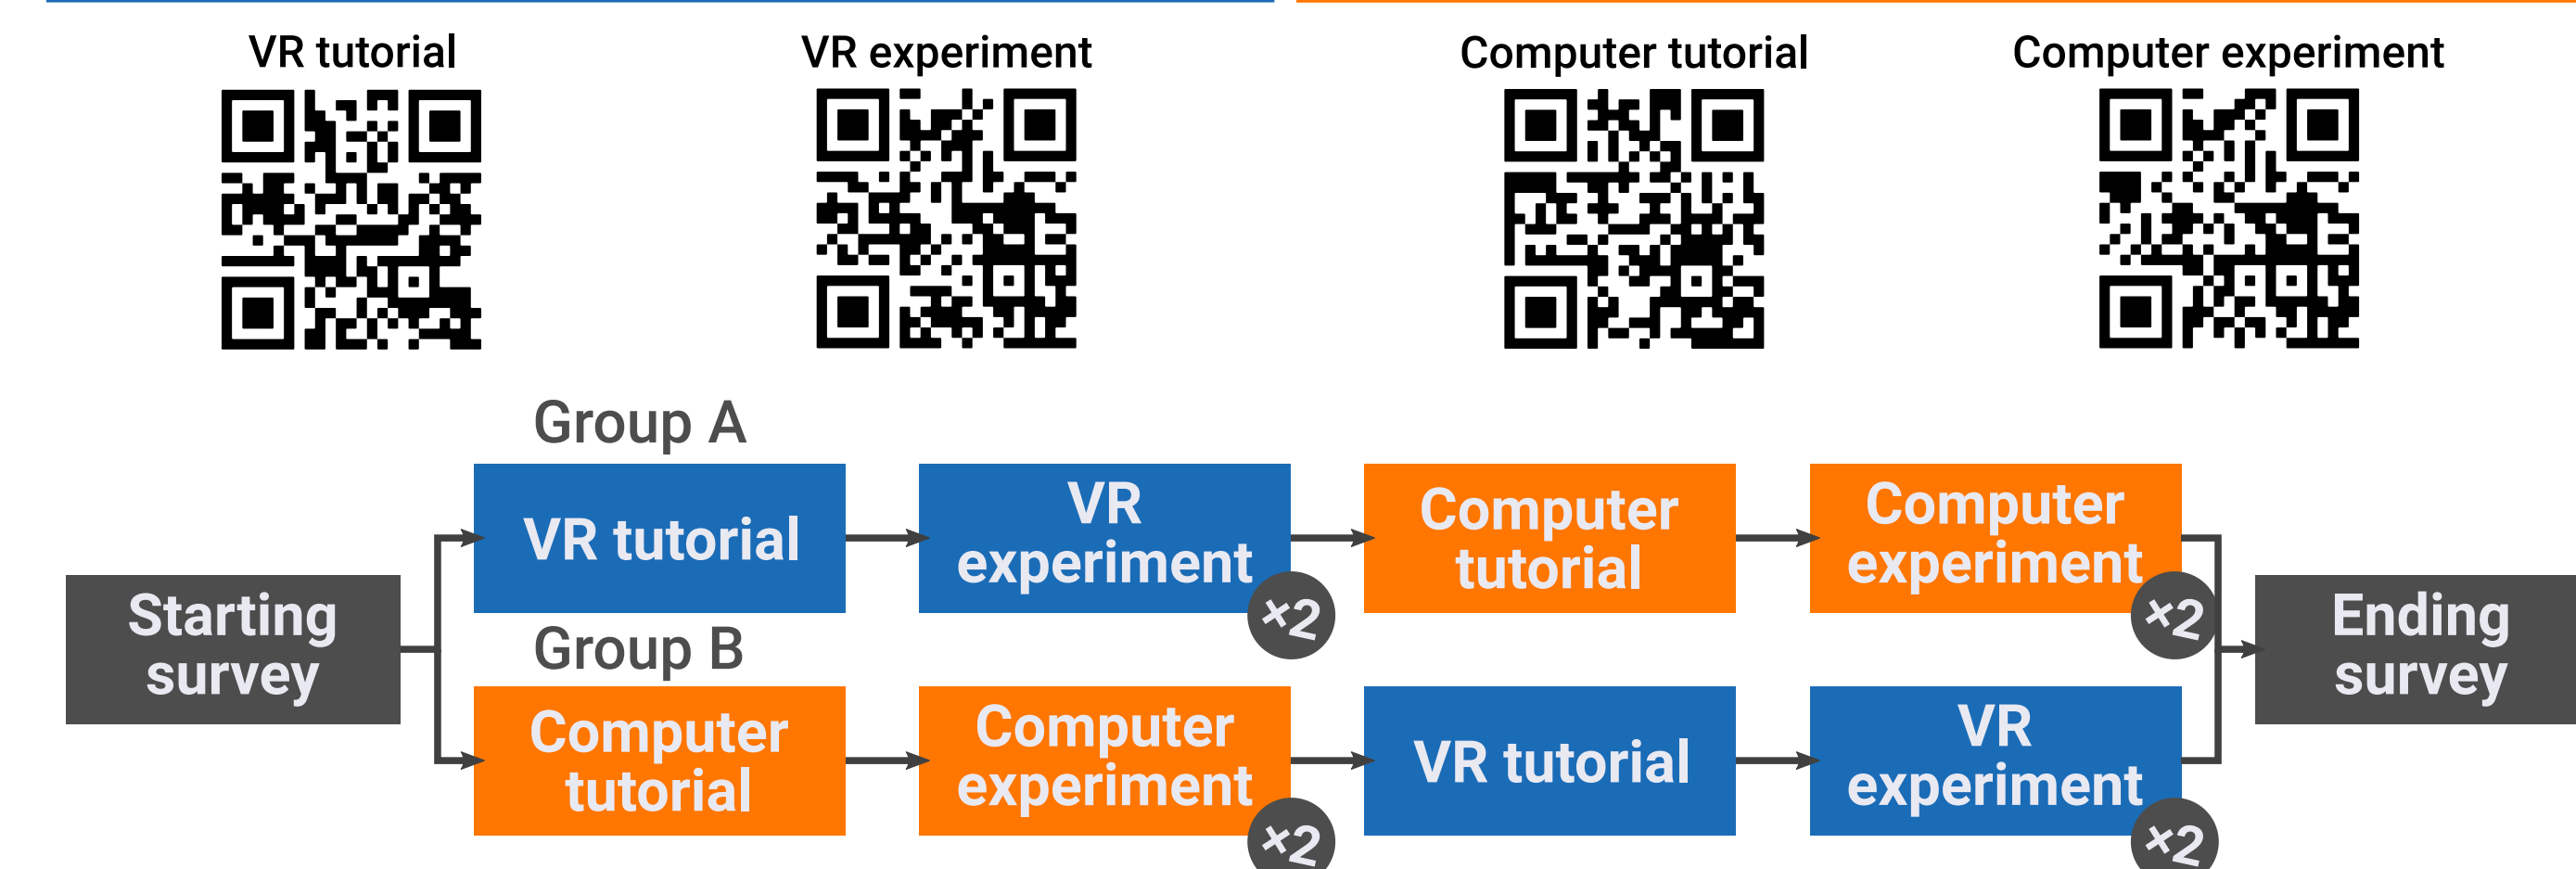 VR tutorial
VR experiment
Computer tutorial
Computer experiment
Group A
VR tutorial
VR
experiment
×2
Computer
tutorial
Computer
experiment
×2
Starting
survey
Ending
survey
Group B
Computer
tutorial
Computer
experiment
×2
VR tutorial
VR
experiment
×2